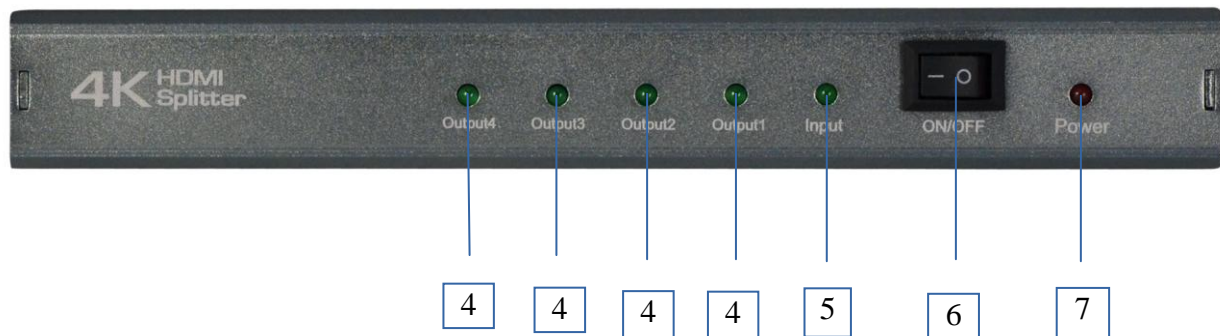 4K HDMI
Splitter
Output4 Output3 Output2 Output1 Input ON/OFF Power
4 4 4 4 5 6 7